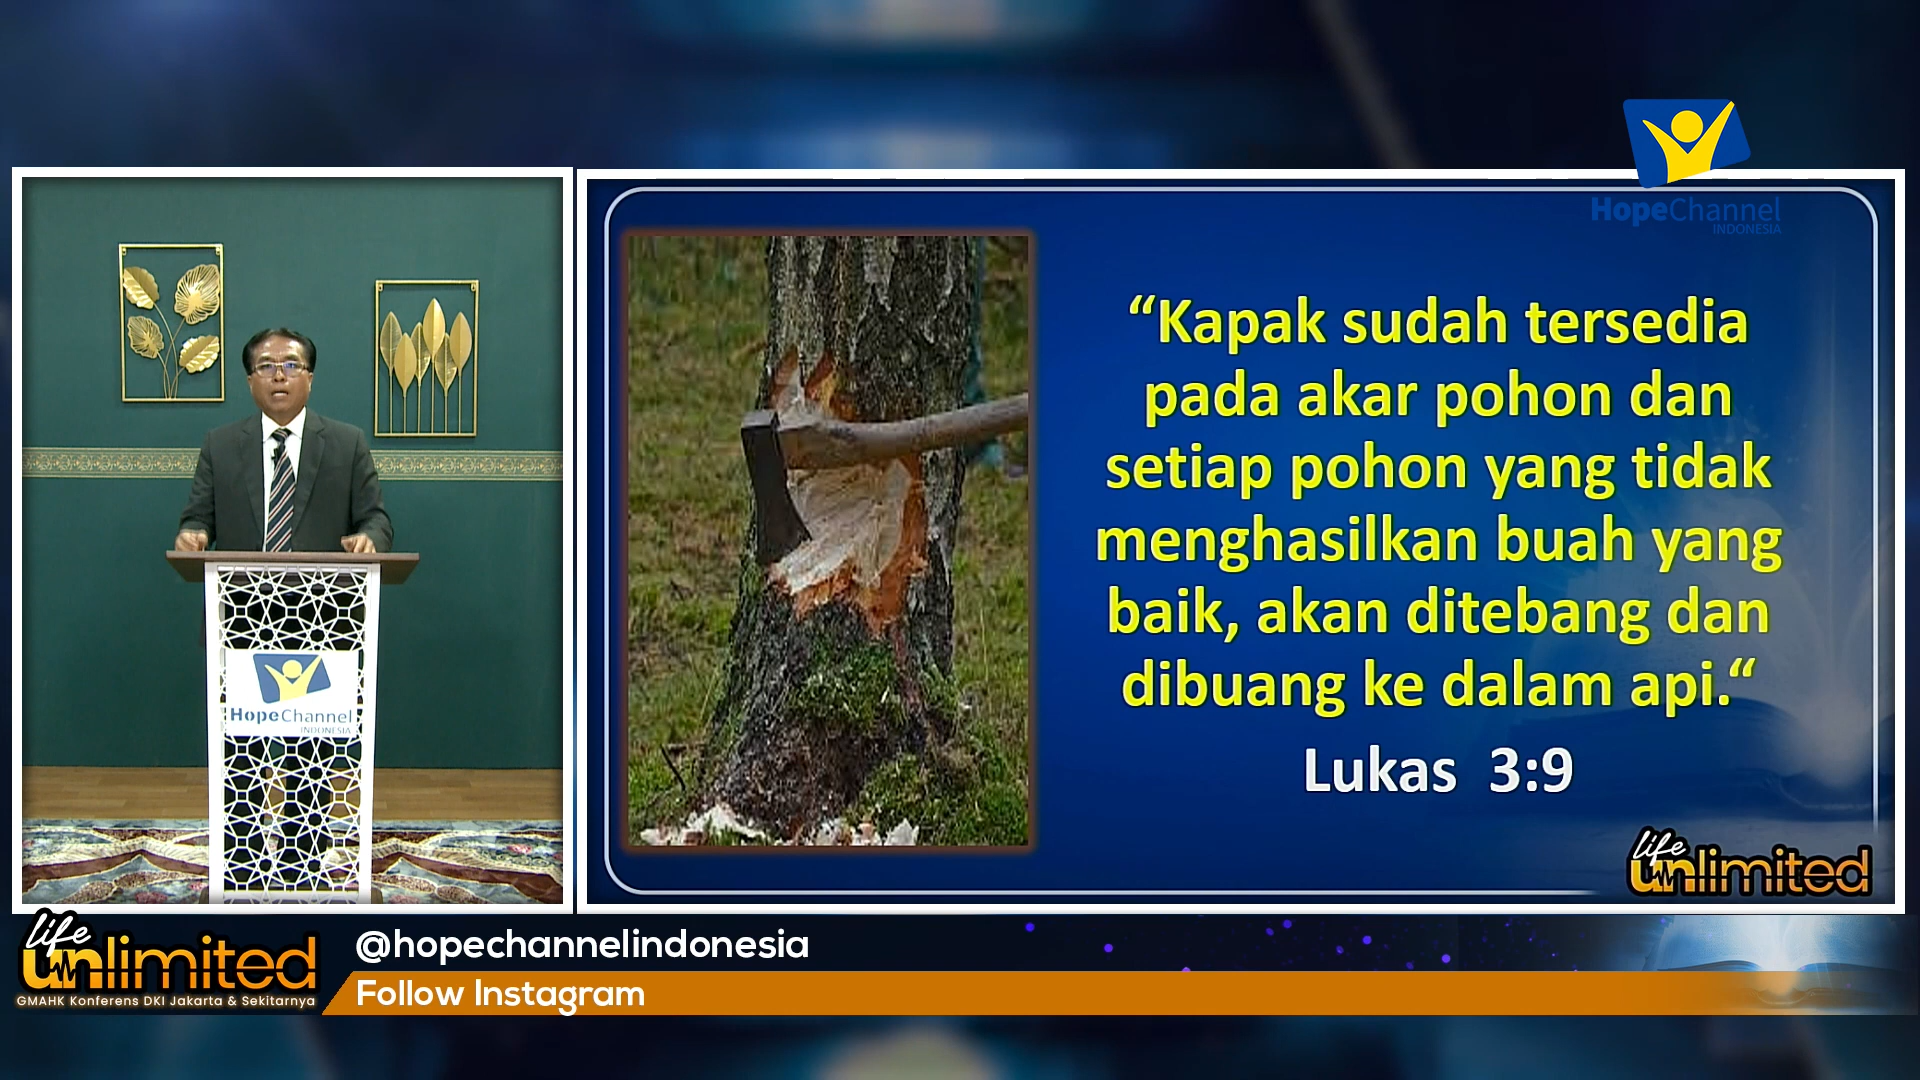 HopeChannel
INDONESIA
“Kapak sudah tersedia
pada akar pohon dan
setiap pohon yang tidak
menghasilkan buah yang
baik, akan ditebang dan
dibuang ke dalam api.“
Lukas 3:9
HopeChannel
INDONESIA
life
unlimited
life
unlimited
GMAHK Konferens DKI Jakarta & Sekitarnya
@hopechannelindonesia
Follow Instagram